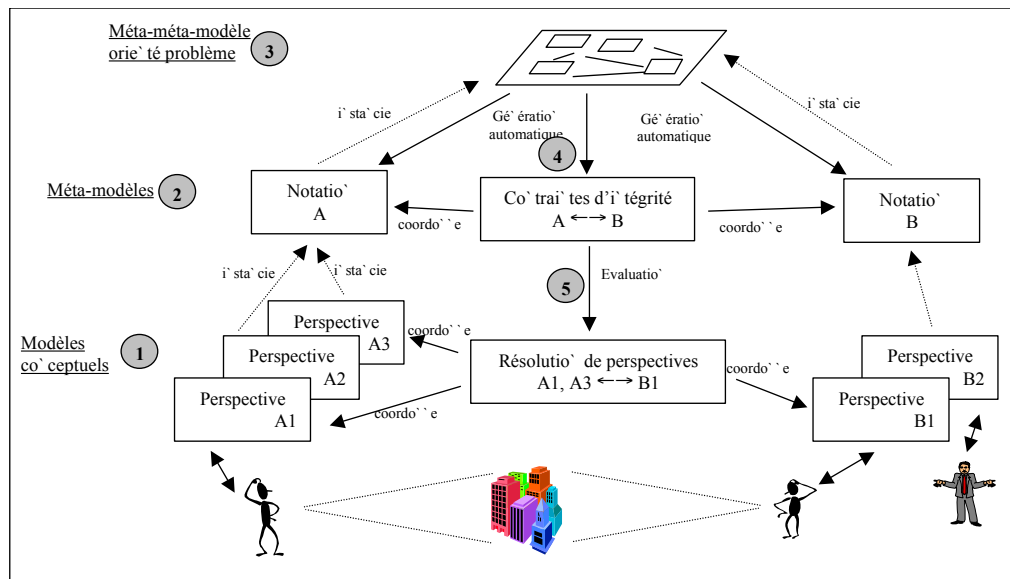 Méta-méta-modèle
orie` té problème
3
i` sta` cie
Gé` ératio`
automatique
Gé` ératio`
automatique
4
Méta-modèles
2
Notatio`
A
Co` trai` tes d'i` tégrité
A ←--→ B
Notatio`
B
coordo` ` e
coordo` ` e
i` sta` cie
i` sta` cie
Evaluatio`
5
Modèles
co` ceptuels
1
Perspective
A3
Perspective
A2
Perspective
A1
coordo` ` e
coordo` ` e
Résolutio` de perspectives
A1, A3 ←--→ B1
coordo` ` e
Perspective
B2
Perspective
B1